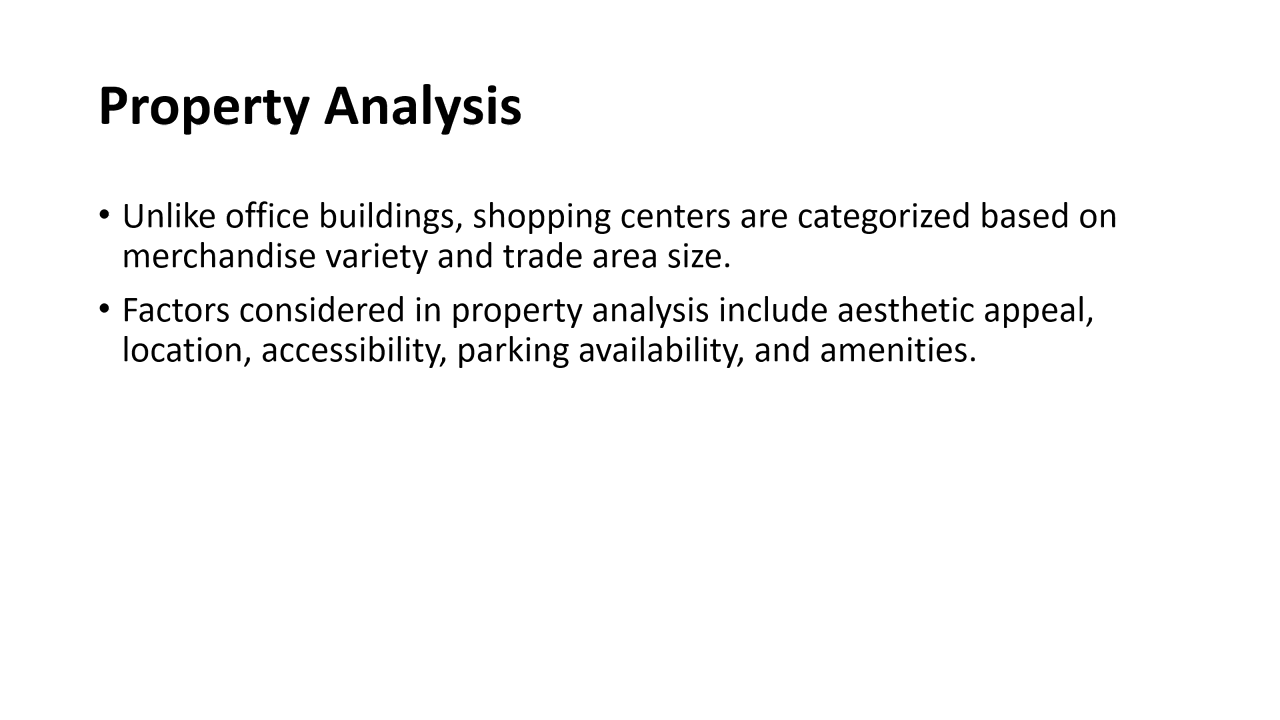 Property Analysis
• Unlike office buildings, shopping centers are categorized based on
merchandise variety and trade area size.
• Factors considered in property analysis include aesthetic appeal,
location, accessibility, parking availability, and amenities.